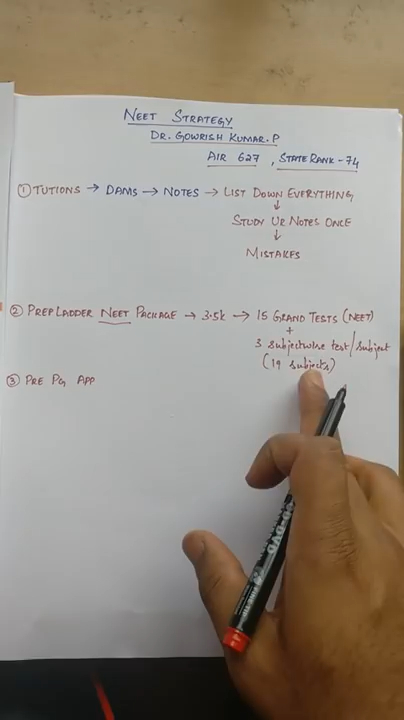 NEET STRATEGY
DR. GOWRISH KUMAR. P
AIR 627, STATE RANK - 74
① TUTIONS → DAMS → NOTES → LIST DOWN EVERYTHING
↓
STUDY UR NOTES ONCE
↓
MISTAKES
② PREPLADDER NEET PACKAGE → 3.5K → 15 GRAND TESTS (NEET)
+
3 subjectwise test/subject
(19 subjects)
③ PRE PG APP